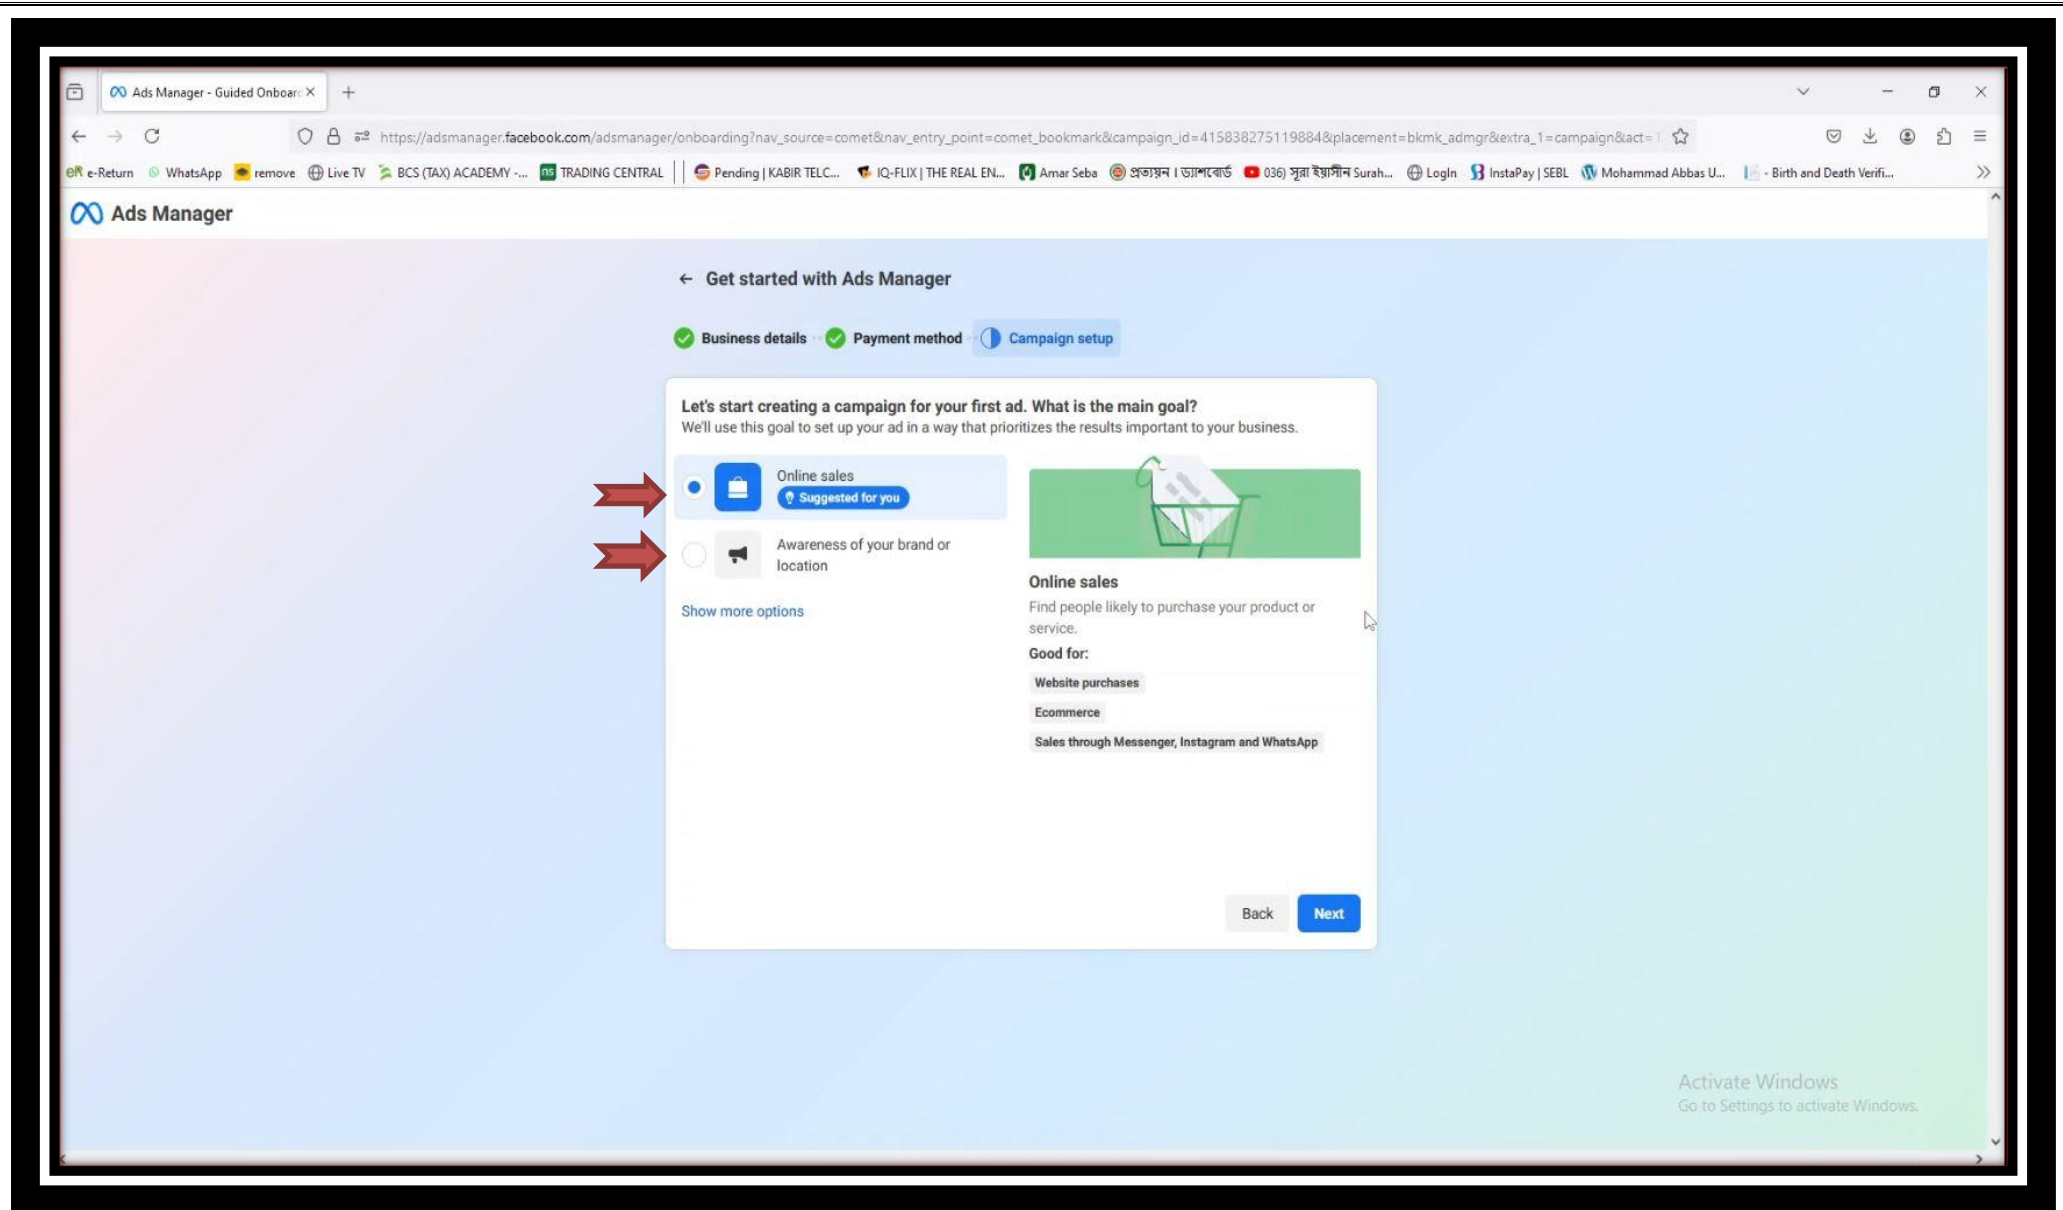 Ads Manager - Guided Onboarc
https://adsmanager.facebook.com/adsmanager/onboarding?nav_source=comet&nav_entry_point=comet_bookmark&campaign_id=415838275119884&placement=bkmk_admgr&extra_1=campaign&act=
eR e-Return WhatsApp remove Live TV BCS (TAX) ACADEMY -... TRADING CENTRAL Pending | KABIR TELC... IQ-FLIX | THE REAL EN... Amar Seba প্রত্যয়ন । ড্যাশবোর্ড 036) সূরা ইয়াসীন Surah... LogIn InstaPay | SEBL Mohammad Abbas U... - Birth and Death Verifi...
Ads Manager
Get started with Ads Manager
Business details Payment method Campaign setup
Let's start creating a campaign for your first ad. What is the main goal?
We'll use this goal to set up your ad in a way that prioritizes the results important to your business.
Online sales
Suggested for you
Awareness of your brand or
location
Show more options
Online sales
Find people likely to purchase your product or
service.
Good for:
Website purchases
Ecommerce
Sales through Messenger, Instagram and WhatsApp
Back Next
Activate Windows
Go to Settings to activate Windows.